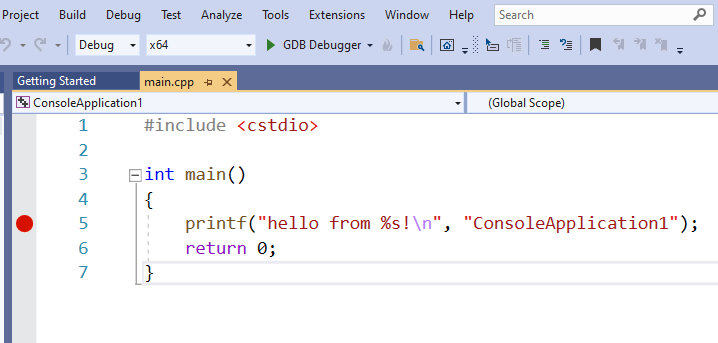 Project Build Debug Test Analyze Tools Extensions Window Help Search
Debug x64 GDB Debugger
Getting Started main.cpp
ConsoleApplication1 (Global Scope)
1 #include <cstdio>
2
3 int main()
4 {
5 printf("hello from %s!\n", "ConsoleApplication1");
6 return 0;
7 }